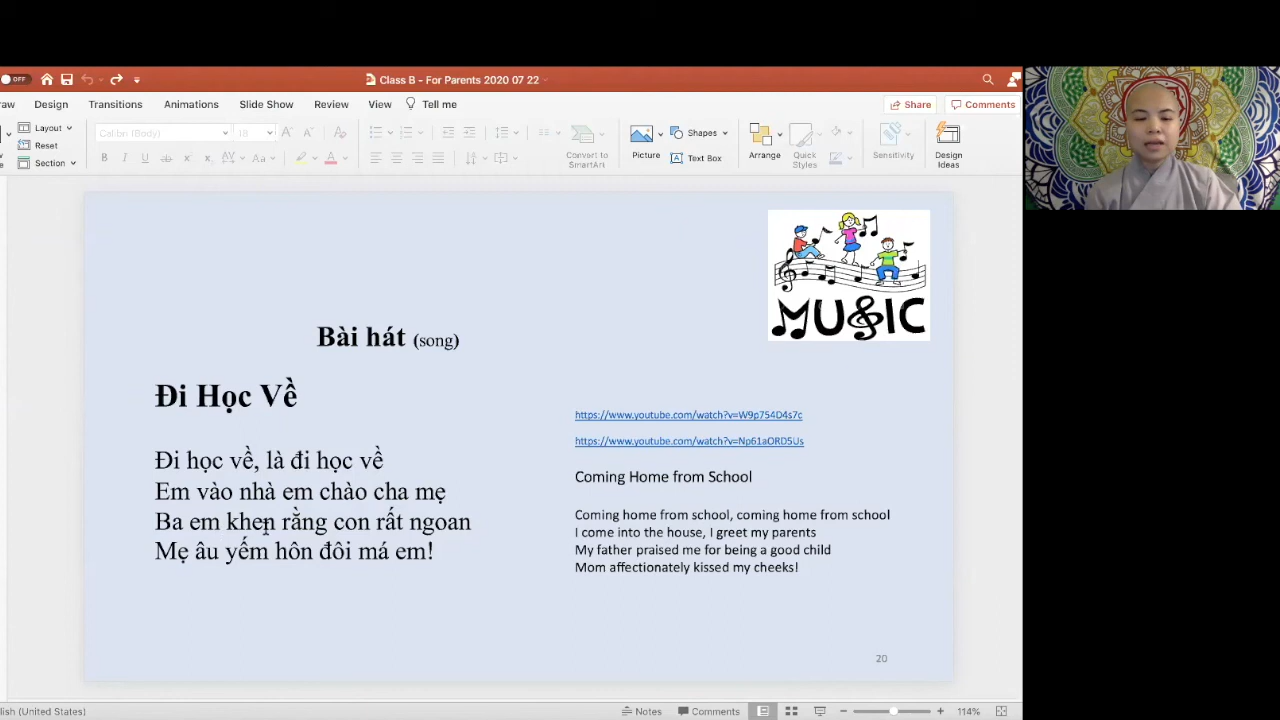 OFF
Class B - For Parents 2020 07 22
Design Transitions Animations Slide Show Review View Tell me Share Comments
Layout
Reset
Section
Calibri (Body)
Convert to
SmartArt
Picture
Shapes
Text Box
Arrange
Quick
Styles
Sensitivity
Design
Ideas
MUSIC
Bài hát (song)
Đi Học Về
Đi học về, là đi học về
Em vào nhà em chào cha mẹ
Ba em khen rằng con rất ngoan
Mẹ âu yếm hôn đôi má em!
https://www.youtube.com/watch?v=W9p754D4s7c
https://www.youtube.com/watch?v=Np61aORD5Us
Coming Home from School
Coming home from school, coming home from school
I come into the house, I greet my parents
My father praised me for being a good child
Mom affectionately kissed my cheeks!
20
(United States)
Notes Comments 114%